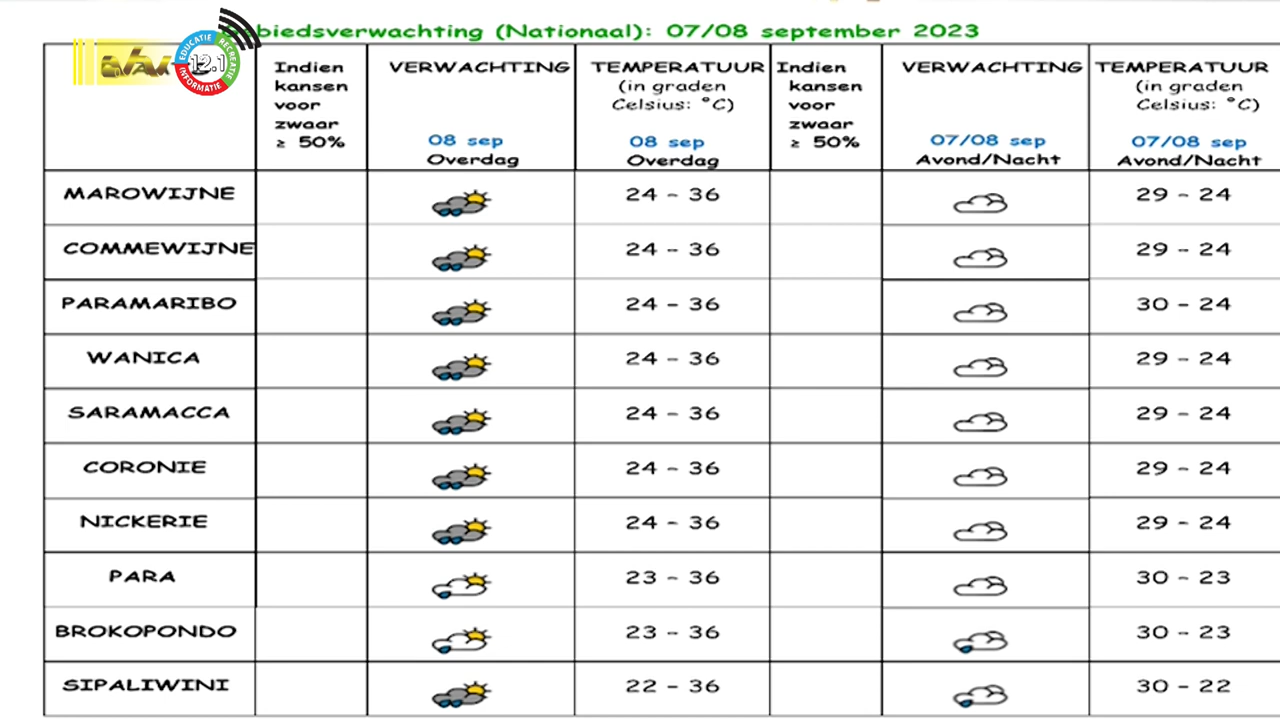 biedsverwachting (Nationaal): 07/08 september 2023
EDUCATIE
RECREATIE
INFORMATIE
12.1
Indien kansen voor zwaar ≥ 50%
VERWACHTING
08 sep
Overdag
TEMPERATUUR
(in graden Celsius: °C)
08 sep
Overdag
Indien kansen voor zwaar ≥ 50%
VERWACHTING
07/08 sep
Avond/Nacht
TEMPERATUUR
(in graden Celsius: °C)
07/08 sep
Avond/Nacht
MAROWIJNE 24 - 36 29 - 24
COMMEWIJNE 24 - 36 29 - 24
PARAMARIBO 24 - 36 30 - 24
WANICA 24 - 36 29 - 24
SARAMACCA 24 - 36 29 - 24
CORONIE 24 - 36 29 - 24
NICKERIE 24 - 36 29 - 24
PARA 23 - 36 30 - 23
BROKOPONDO 23 - 36 30 - 23
SIPALIWINI 22 - 36 30 - 22